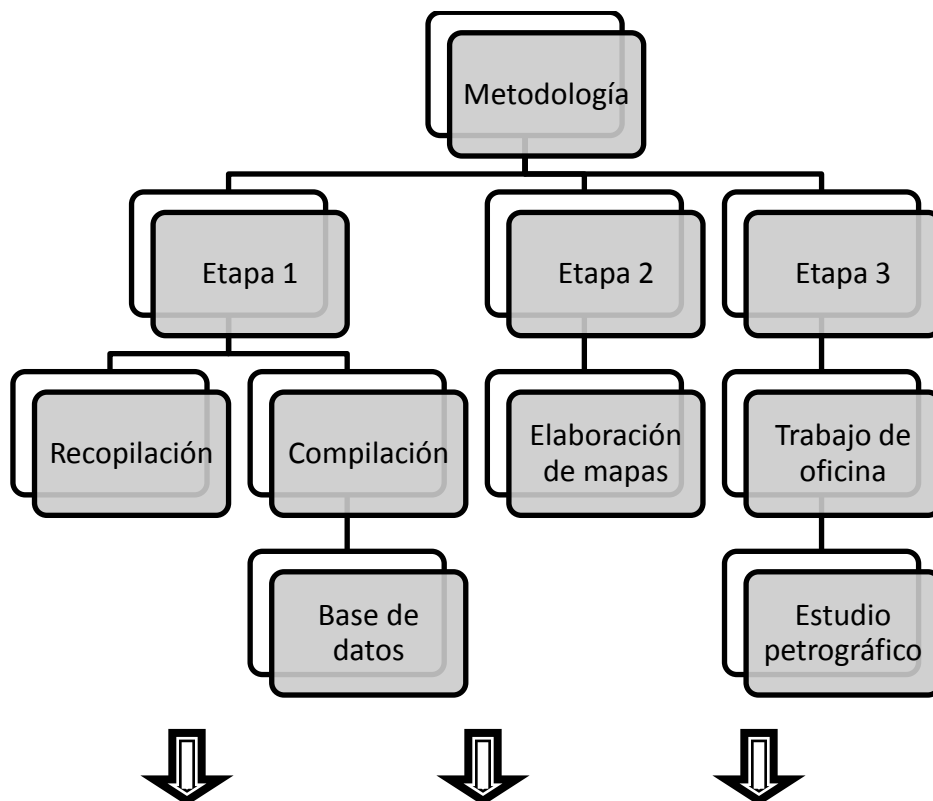 Metodología
Etapa 1
Etapa 2
Etapa 3
Recopilación
Compilación
Elaboración
de mapas
Trabajo de
oficina
Base de
datos
Estudio
petrográfico